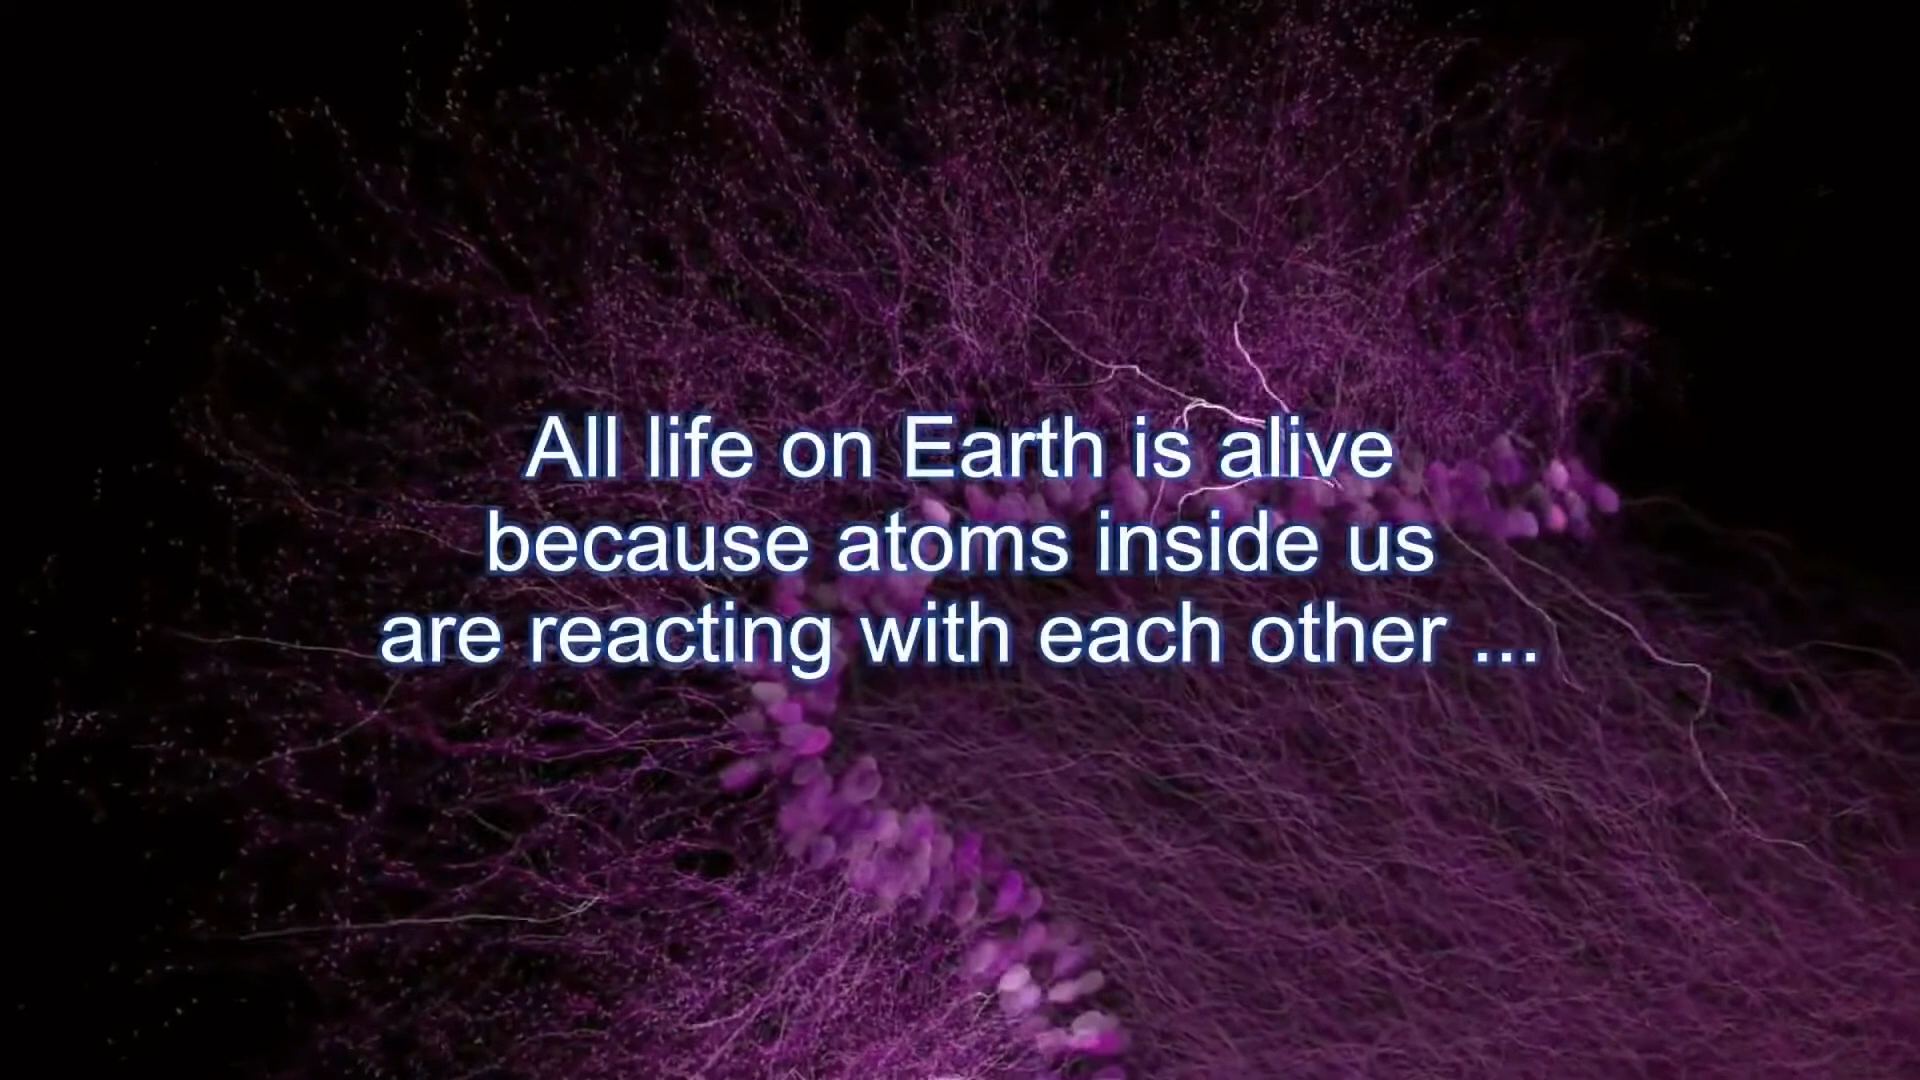 All life on Earth is alive
because atoms inside us
are reacting with each other ...